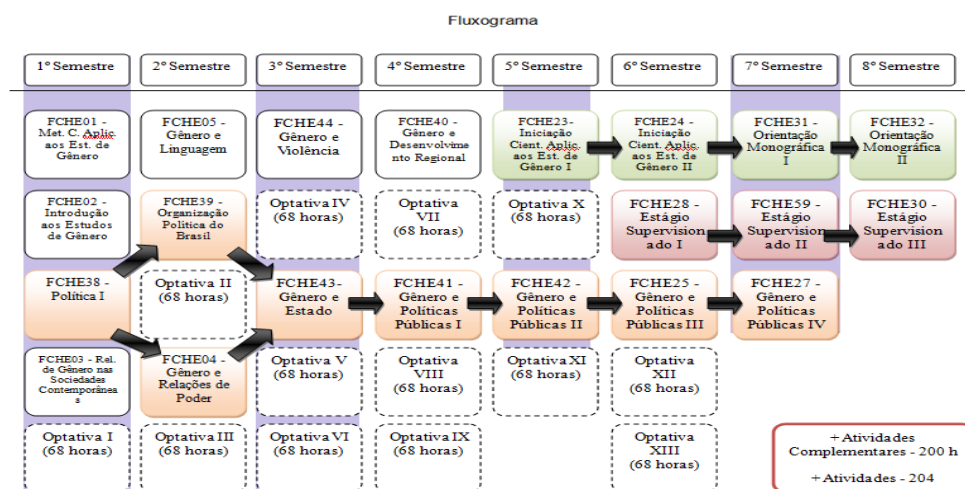 Fluxograma
1º Semestre
2º Semestre
3º Semestre
4º Semestre
5º Semestre
6º Semestre
7º Semestre
8º Semestre
FCHE01 -
Met. C. Aplic.
aos Est. de
Gênero
FCHE05 -
Gênero e
Linguagem
FCHE44 -
Gênero e
Violência
FCHE40 -
Gênero e
Desenvolvime
nto Regional
FCHE23-
Iniciação
Cient. Aplic.
aos Est. de
Gênero I
FCHE24 -
Iniciação
Cient. Aplic.
aos Est. de
Gênero II
FCHE31 -
Orientação
Monográfica
I
FCHE32 -
Orientação
Monográfica
II
FCHE02 -
Introdução
aos Estudos
de Gênero
FCHE39 -
Organização
Política do
Brasil
Optativa IV
(68 horas)
Optativa
VII
(68 horas)
Optativa X
(68 horas)
FCHE28 -
Estágio
Supervision
ado I
FCHE59 -
Estágio
Supervision
ado II
FCHE30 -
Estágio
Supervision
ado III
FCHE38 -
Política I
Optativa II
(68 horas)
FCHE43-
Gênero e
Estado
FCHE41 -
Gênero e
Políticas
Públicas I
FCHE42 -
Gênero e
Políticas
Públicas II
FCHE25 -
Gênero e
Políticas
Públicas III
FCHE27 -
Gênero e
Políticas
Públicas IV
FCHE03 - Rel.
de Gênero nas
Sociedades
Contemporânea
s
FCHE04 -
Gênero e
Relações de
Poder
Optativa V
(68 horas)
Optativa
VIII
(68 horas)
Optativa XI
(68 horas)
Optativa
XII
(68 horas)
Optativa I
(68 horas)
Optativa III
(68 horas)
Optativa VI
(68 horas)
Optativa IX
(68 horas)
Optativa
XIII
(68 horas)
+ Atividades
Complementares - 200 h
+ Atividades - 204